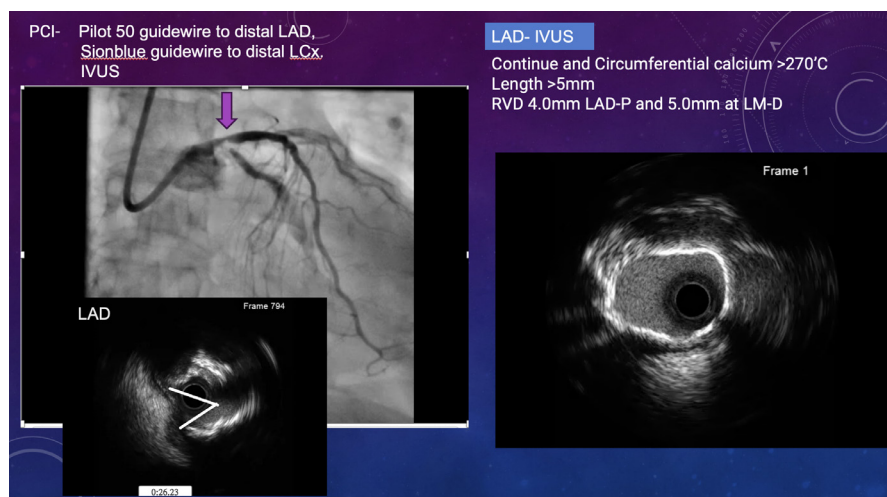 PCI- Pilot 50 guidewire to distal LAD,
Sionblue guidewire to distal LCx,
IVUS
LAD
Frame 794
0:26.23
LAD- IVUS
Continue and Circumferential calcium >270’C
Length >5mm
RVD 4.0mm LAD-P and 5.0mm at LM-D
Frame 1